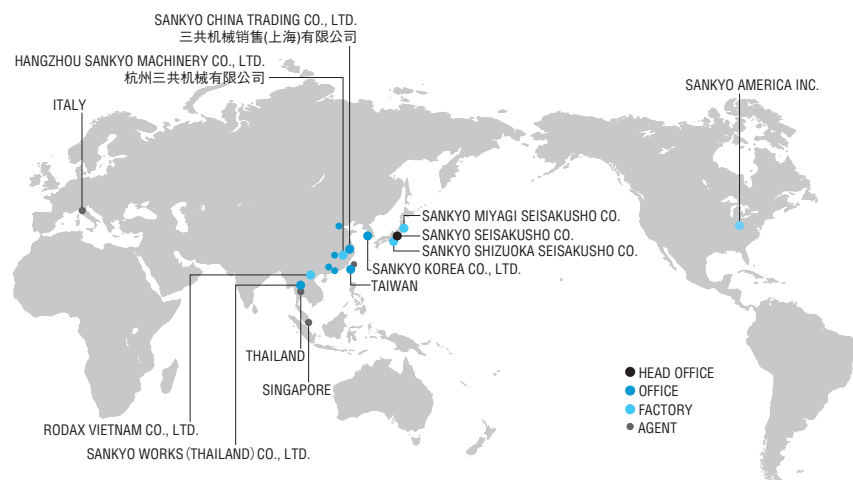 SANKYO CHINA TRADING CO., LTD.
三共机械销售(上海)有限公司
HANGZHOU SANKYO MACHINERY CO., LTD.
杭州三共机械有限公司
ITALY
SANKYO AMERICA INC.
SANKYO MIYAGI SEISAKUSHO CO.
SANKYO SEISAKUSHO CO.
SANKYO SHIZUOKA SEISAKUSHO CO.
SANKYO KOREA CO., LTD.
TAIWAN
THAILAND
SINGAPORE
RODAX VIETNAM CO., LTD.
SANKYO WORKS (THAILAND) CO., LTD.
HEAD OFFICE
OFFICE
FACTORY
AGENT